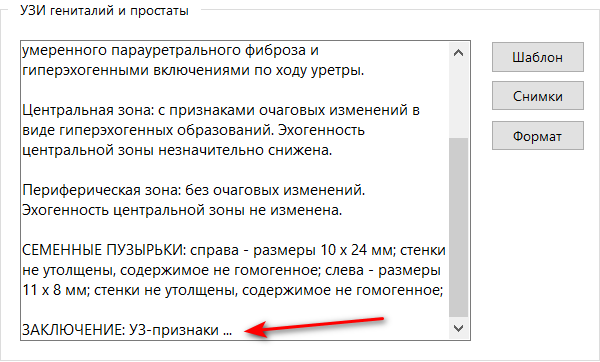 УЗИ гениталий и простаты
умеренного парауретрального фиброза и
гиперэхогенными включениями по ходу уретры.
Центральная зона: с признаками очаговых изменений в
виде гиперэхогенных образований. Эхогенность
центральной зоны незначительно снижена.
Периферическая зона: без очаговых изменений.
Эхогенность центральной зоны не изменена.
СЕМЕННЫЕ ПУЗЫРЬКИ: справа - размеры 10 х 24 мм; стенки
не утолщены, содержимое не гомогенное; слева - размеры
11 х 8 мм; стенки не утолщены, содержимое не гомогенное;
ЗАКЛЮЧЕНИЕ: УЗ-признаки ...
Шаблон
Снимки
Формат